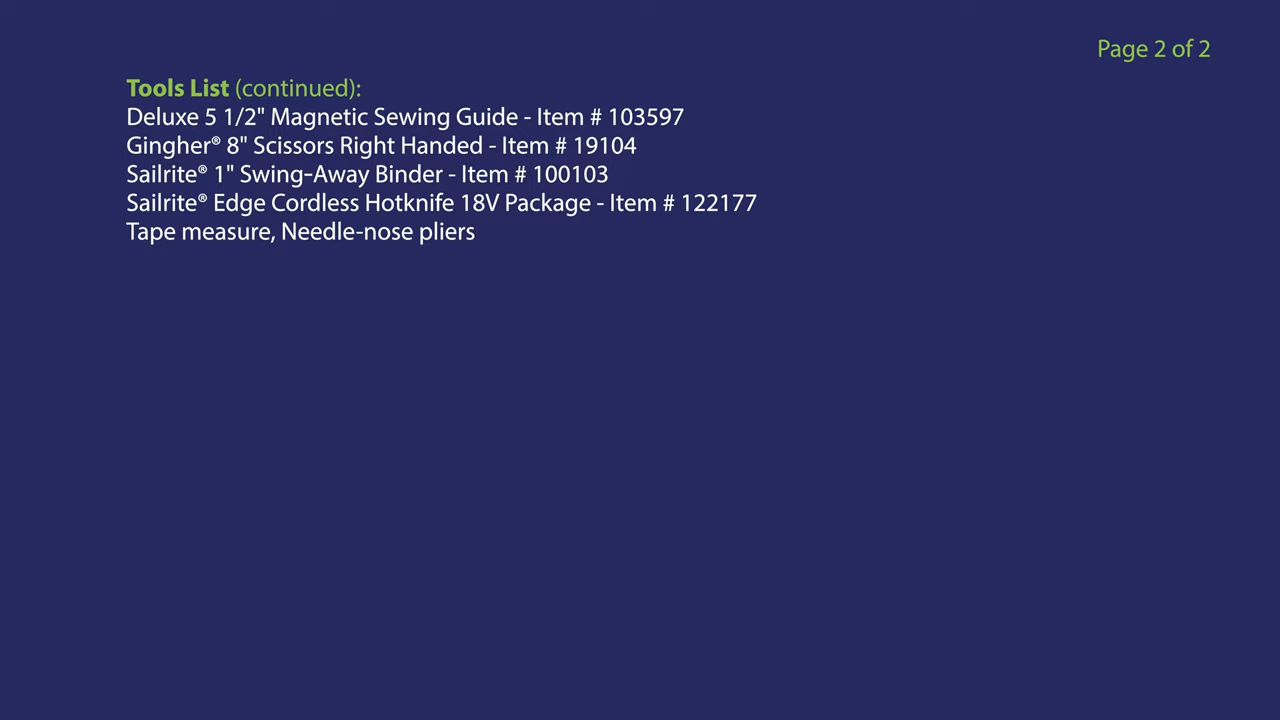 Page 2 of 2
Tools List (continued):
Deluxe 5 1/2" Magnetic Sewing Guide - Item # 103597
Gingher® 8" Scissors Right Handed - Item # 19104
Sailrite® 1" Swing-Away Binder - Item # 100103
Sailrite® Edge Cordless Hotknife 18V Package - Item # 122177
Tape measure, Needle-nose pliers